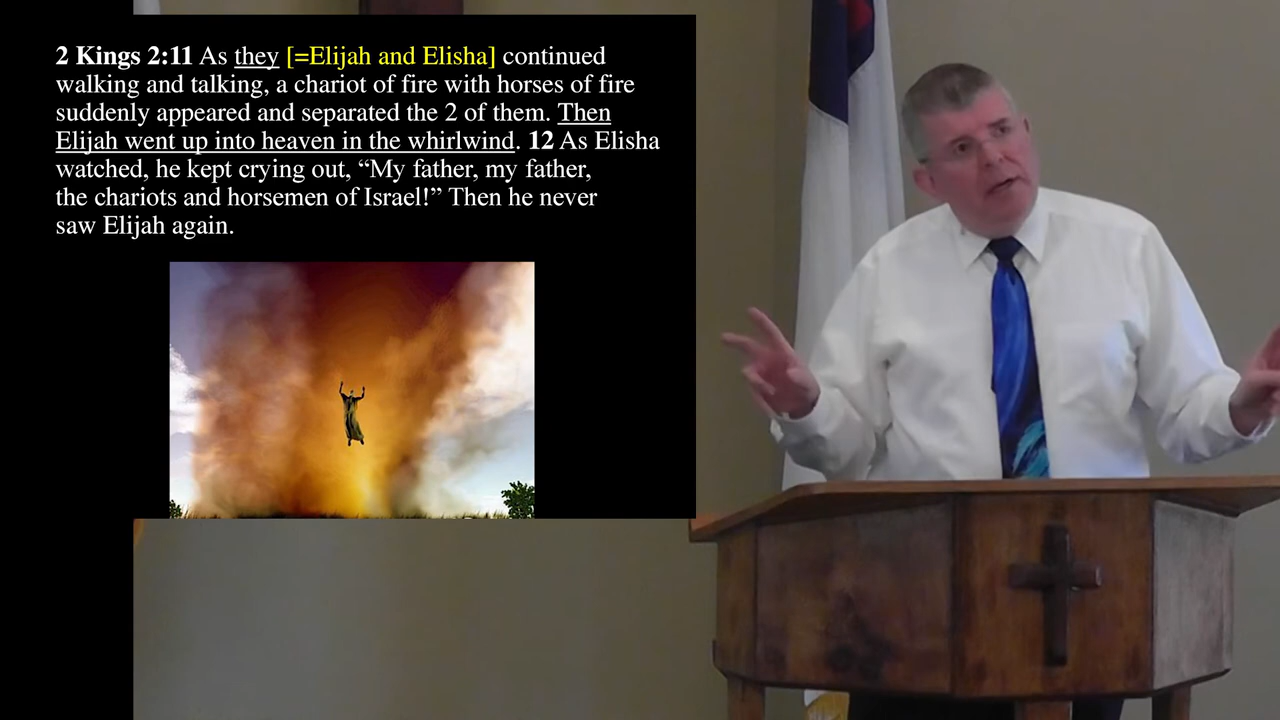 2 Kings 2:11 As they [=Elijah and Elisha] continued
walking and talking, a chariot of fire with horses of fire
suddenly appeared and separated the 2 of them. Then
Elijah went up into heaven in the whirlwind. 12 As Elisha
watched, he kept crying out, “My father, my father,
the chariots and horsemen of Israel!” Then he never
saw Elijah again.